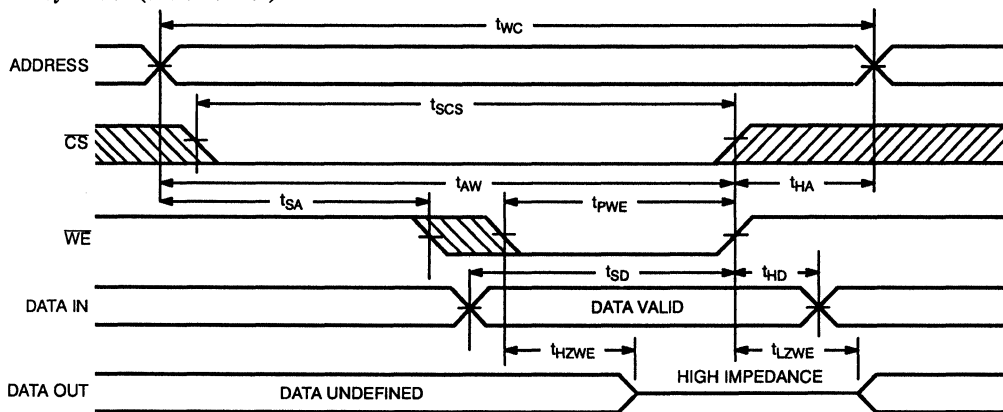 tWC
ADDRESS
tSCS
CS
tAW
tHA
tSA
tPWE
WE
tSD
tHD
DATA IN
DATA VALID
tHZWE
tLZWE
HIGH IMPEDANCE
DATA OUT
DATA UNDEFINED